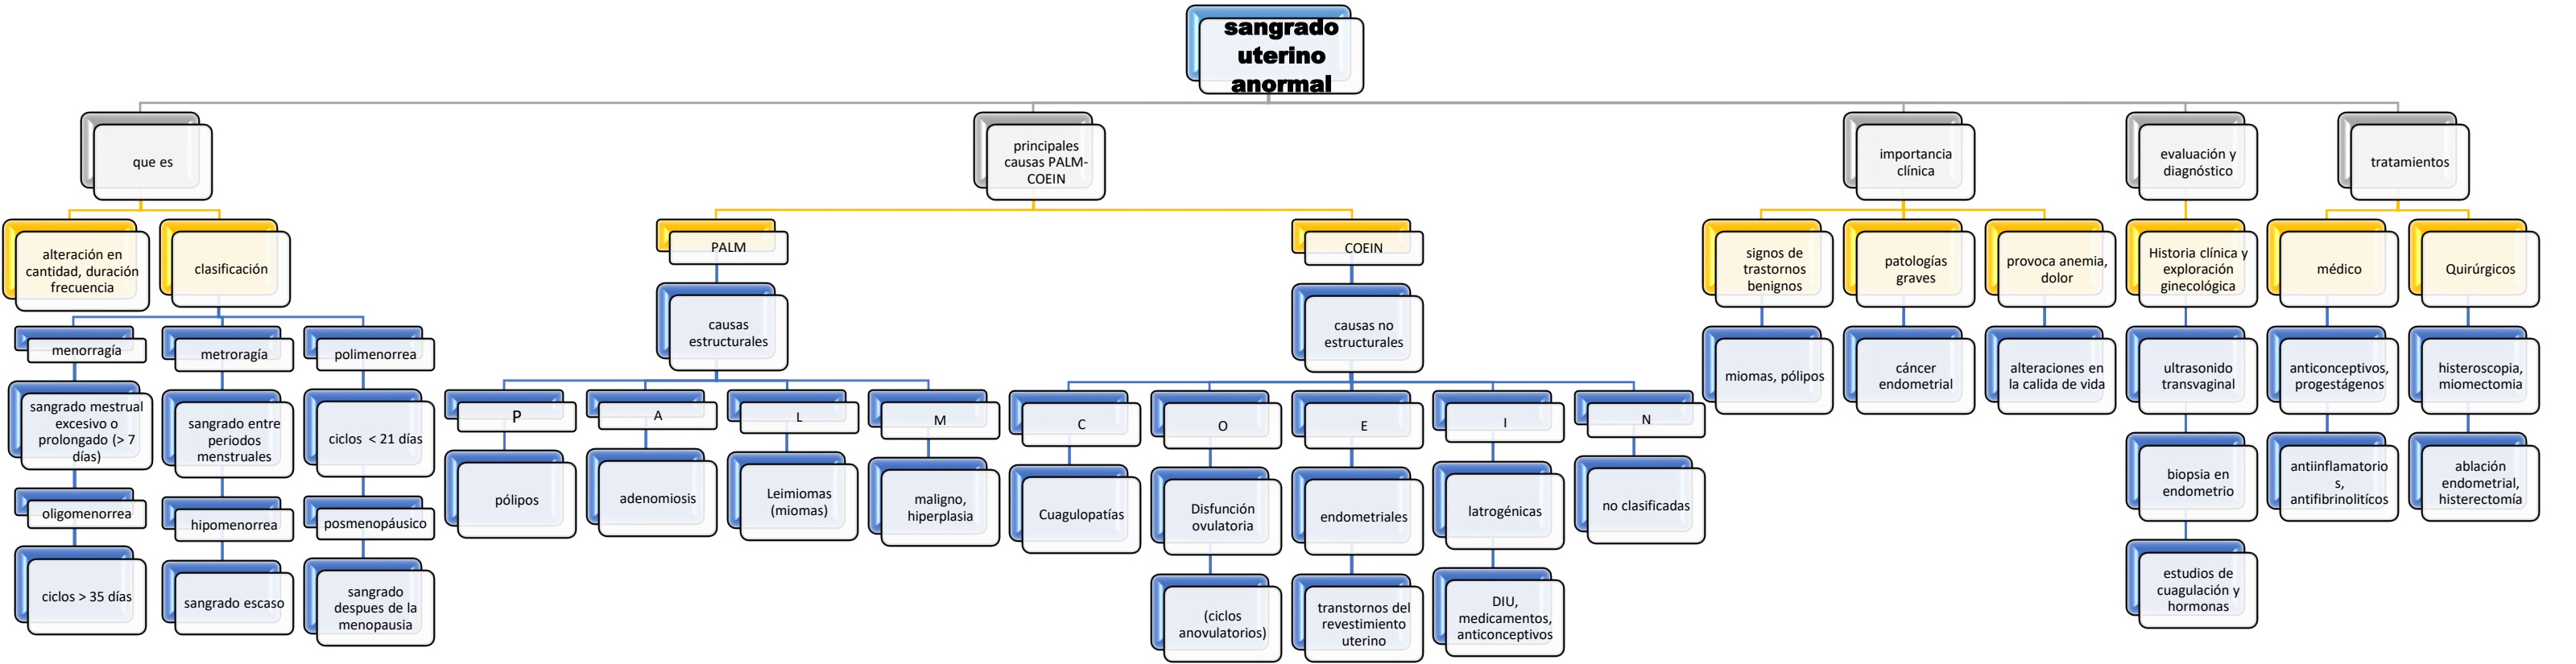 sangrado
uterino
anormal
que es
alteración en
cantidad, duración
frecuencia
clasificación
menorragía
sangrado mestrual
excesivo o
prolongado (> 7
días)
oligomenorrea
ciclos > 35 días
metroragía
sangrado entre
periodos
menstruales
hipomenorrea
sangrado escaso
polimenorrea
ciclos < 21 días
posmenopáusico
sangrado
despues de la
menopausia
principales
causas PALM-
COEIN
PALM
causas
estructurales
P
pólipos
A
adenomiosis
L
Leimiomas
(miomas)
M
maligno,
hiperplasia
COEIN
causas no
estructurales
C
Cuagulopatías
O
Disfunción
ovulatoria
(ciclos
anovulatorios)
E
endometriales
transtornos del
revestimiento
uterino
I
Iatrogénicas
DIU,
medicamentos,
anticonceptivos
N
no clasificadas
importancia
clínica
signos de
trastornos
benignos
miomas, pólipos
patologías
graves
cáncer
endometrial
provoca anemia,
dolor
alteraciones en
la calida de vida
evaluación y
diagnóstico
Historia clínica y
exploración
ginecológica
ultrasonido
transvaginal
biopsia en
endometrio
estudios de
cuagulación y
hormonas
tratamientos
médico
anticonceptivos,
progestágenos
antiinflamatorio
s,
antifibrinolitícos
Quirúrgicos
histeroscopia,
miomectomia
ablación
endometrial,
histerectomía